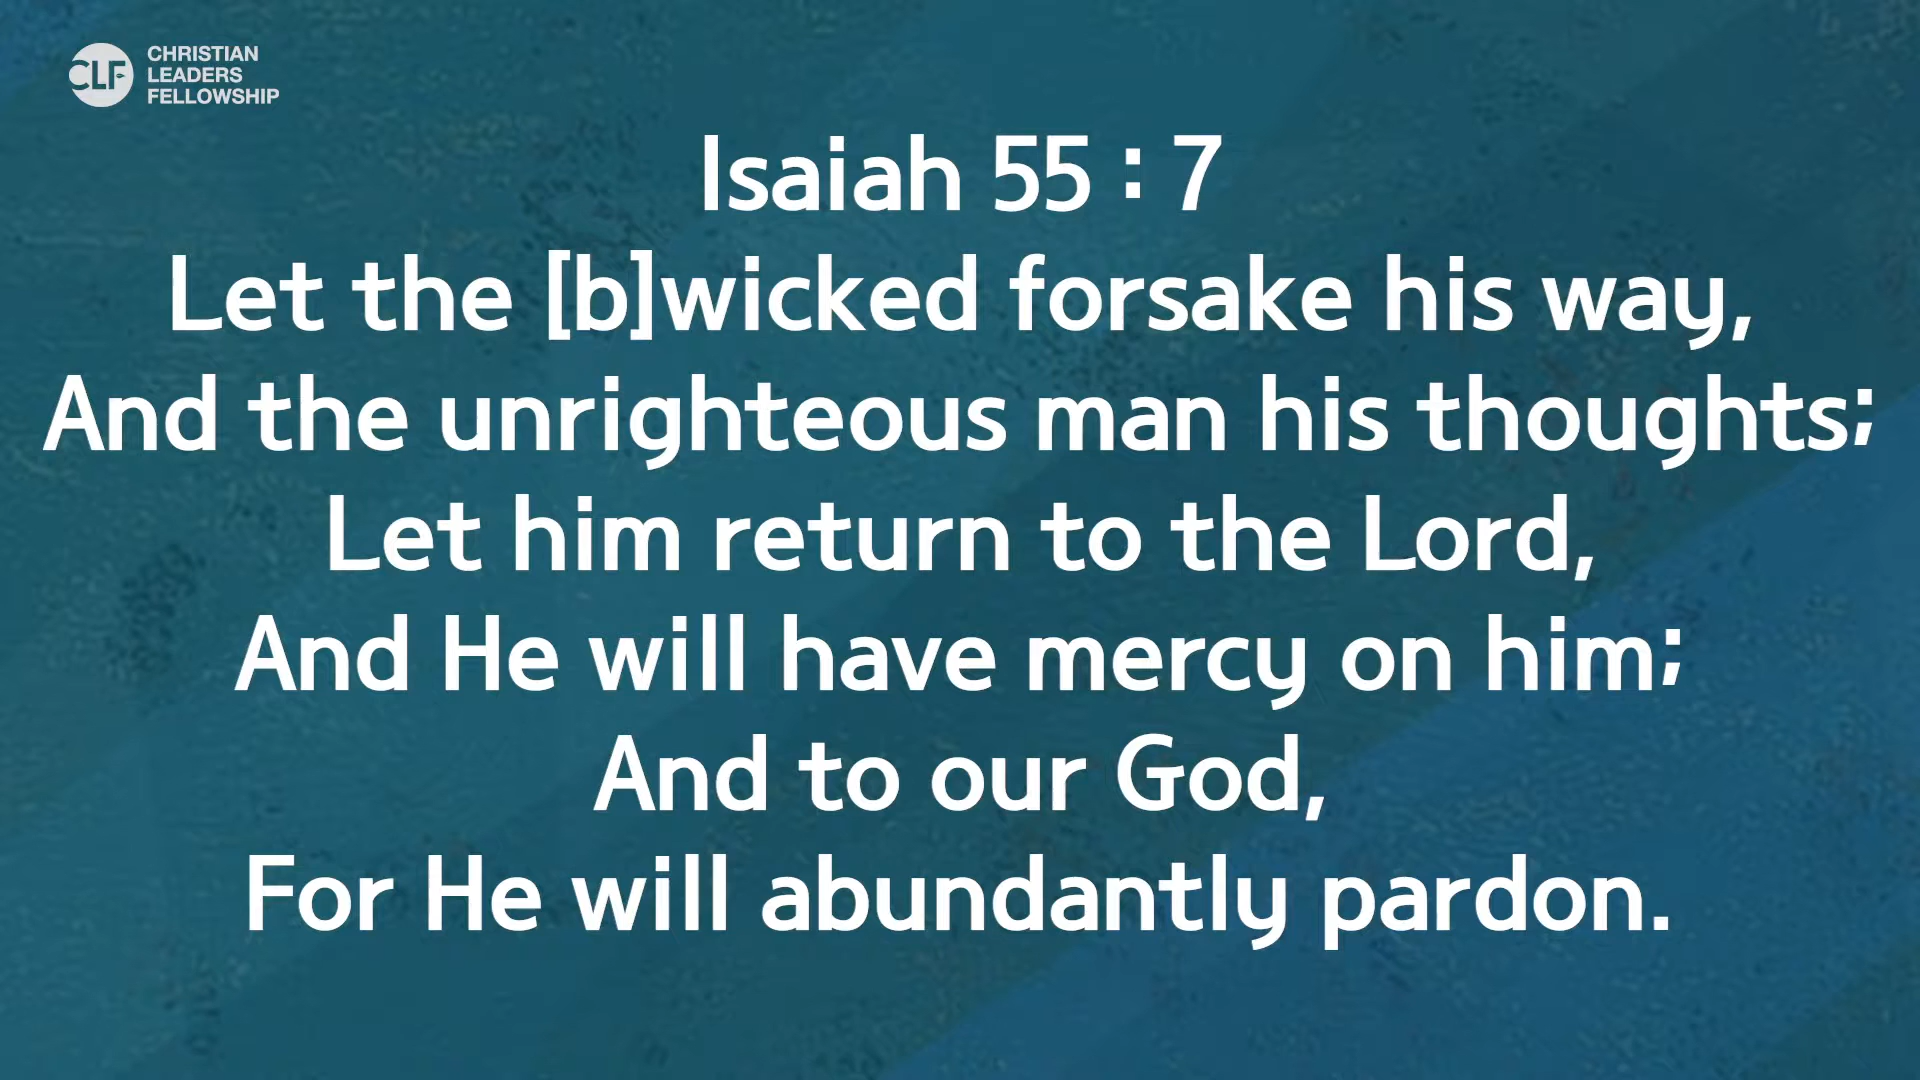 CLF
CHRISTIAN
LEADERS
FELLOWSHIP
Isaiah 55 : 7
Let the [b]wicked forsake his way,
And the unrighteous man his thoughts;
Let him return to the Lord,
And He will have mercy on him;
And to our God,
For He will abundantly pardon.